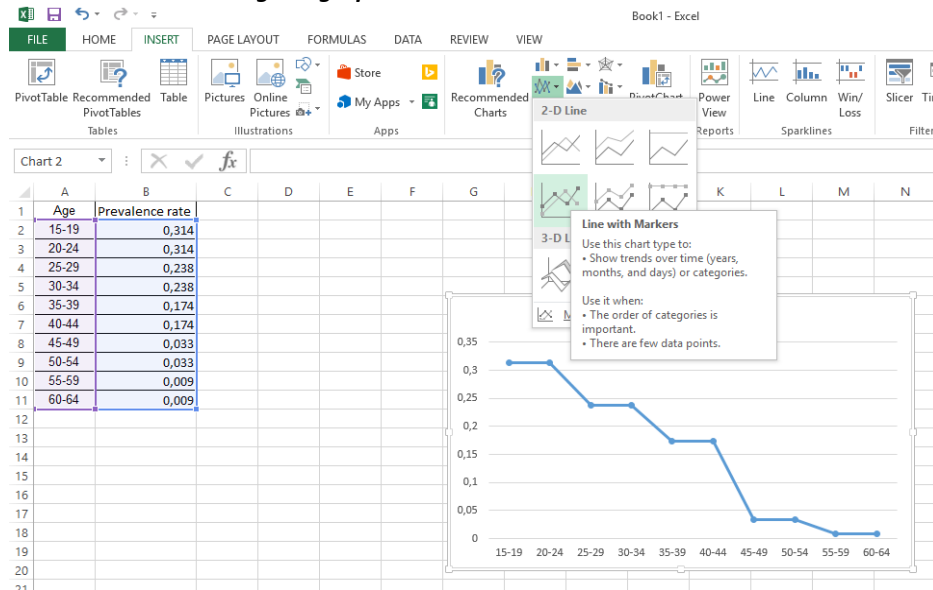 Book1 - Excel
FILE HOME INSERT PAGE LAYOUT FORMULAS DATA REVIEW VIEW
PivotTable Recommended PivotTables Table
Tables
Pictures Online Pictures
Illustrations
Store
My Apps
Apps
Recommended Charts
PivotChart
Power View
Reports
Line Column Win/ Loss
Sparklines
Slicer
Filter
2-D Line
Chart 2
fx
A B C D E F G K L M N
1 Age Prevalence rate
2 15-19 0,314
3 20-24 0,314
4 25-29 0,238
5 30-34 0,238
6 35-39 0,174
7 40-44 0,174
8 45-49 0,033
9 50-54 0,033
10 55-59 0,009
11 60-64 0,009
12
13
14
15
16
17
18
19
20
21
3-D L
M
Line with Markers
Use this chart type to:
• Show trends over time (years,
months, and days) or categories.
Use it when:
• The order of categories is
important.
• There are few data points.
0,35
0,3
0,25
0,2
0,15
0,1
0,05
0
15-19 20-24 25-29 30-34 35-39 40-44 45-49 50-54 55-59 60-64